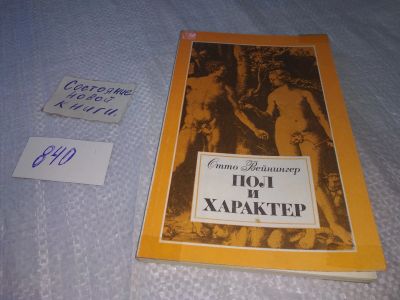 Состояние
новой
книги.
840
Отто Вейнингер
ПОЛ
И
ХАРАКТЕР